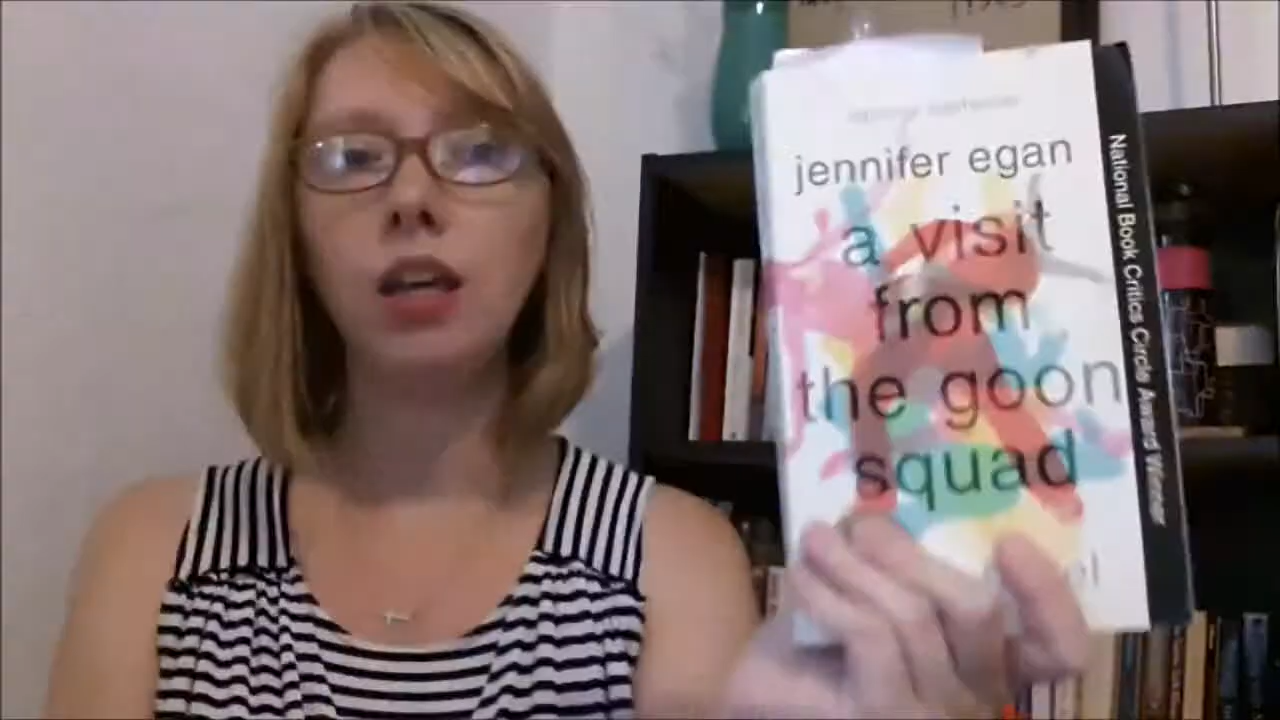 jennifer egan
a visit
from
the goon
squad
National Book Critics Circle Award Winner